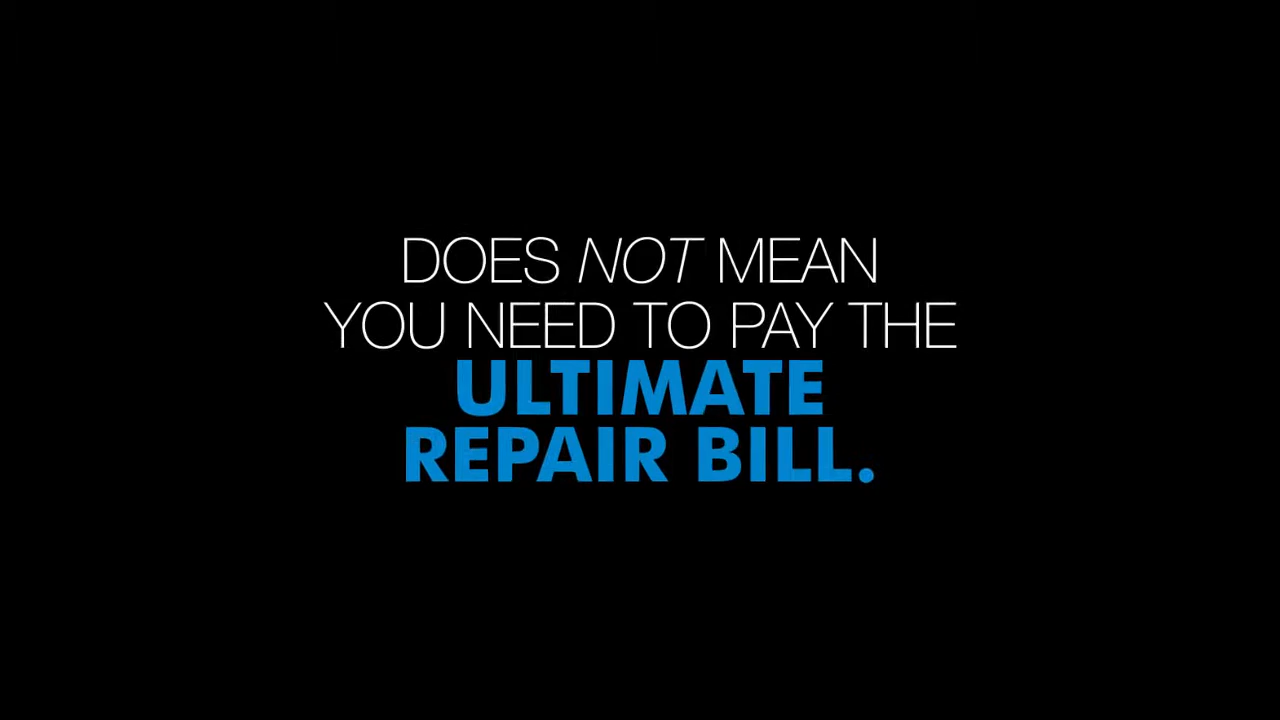 DOES NOT MEAN
YOU NEED TO PAY THE
ULTIMATE
REPAIR BILL.